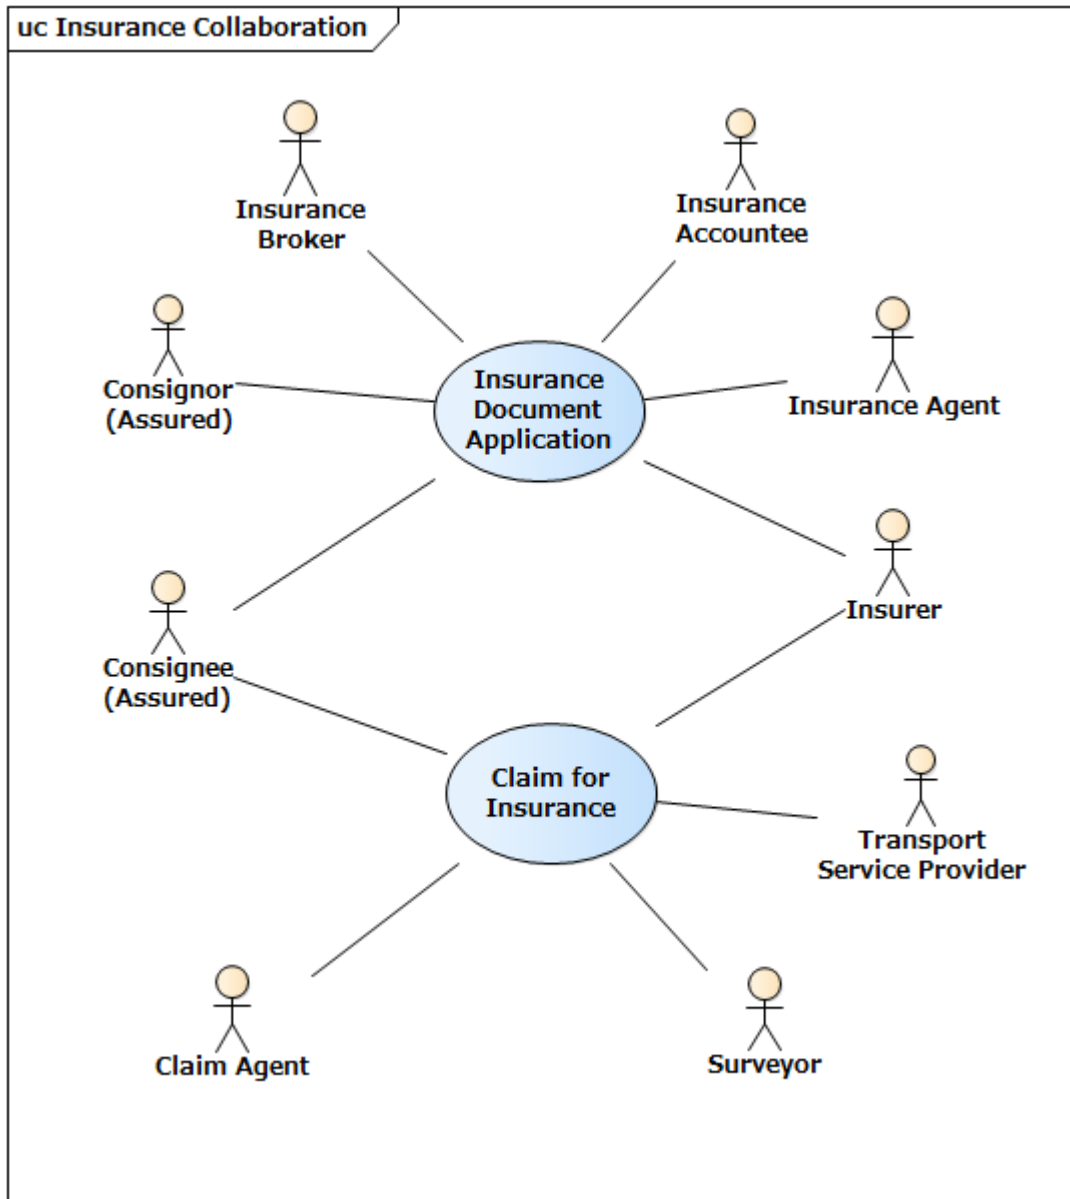 uc Insurance Collaboration
Insurance
Broker
Insurance
Accountee
Consignor
(Assured)
Insurance
Document
Application
Insurance Agent
Insurer
Consignee
(Assured)
Claim for
Insurance
Transport
Service Provider
Claim Agent
Surveyor